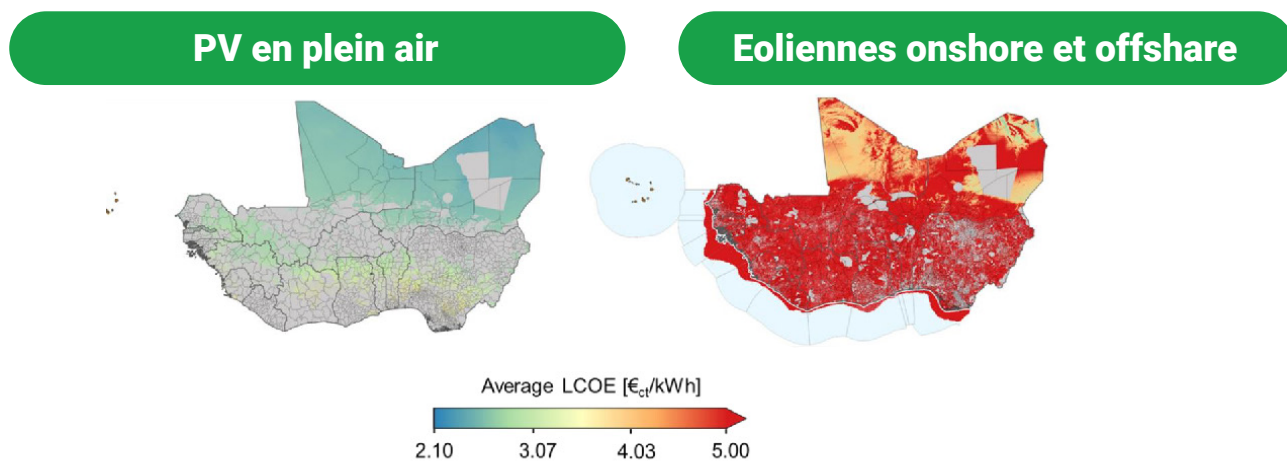 PV en plein air
Eoliennes onshore et offshare
Average LCOE [€ct/kWh]
2.10 3.07 4.03 5.00